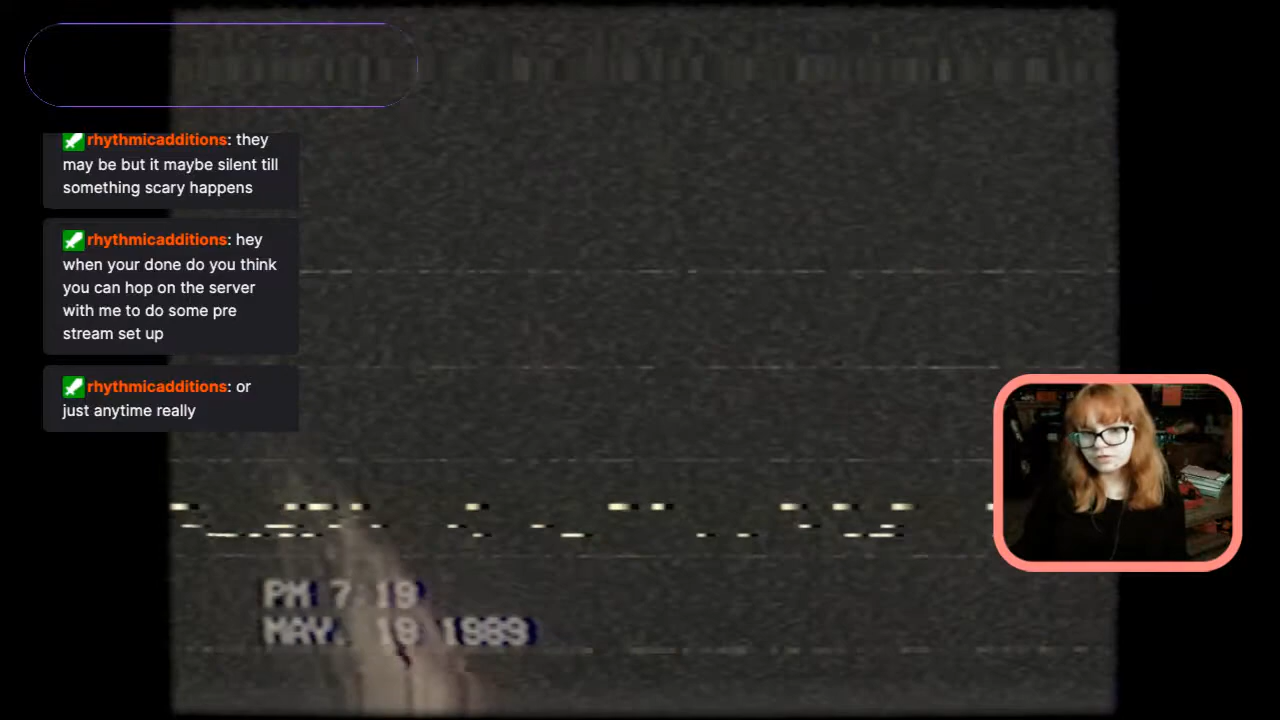 rhythmicadditions: they
may be but it maybe silent till
something scary happens
rhythmicadditions: hey
when your done do you think
you can hop on the server
with me to do some pre
stream set up
rhythmicadditions: or
just anytime really
PM 7:19
MAY. 19 1989